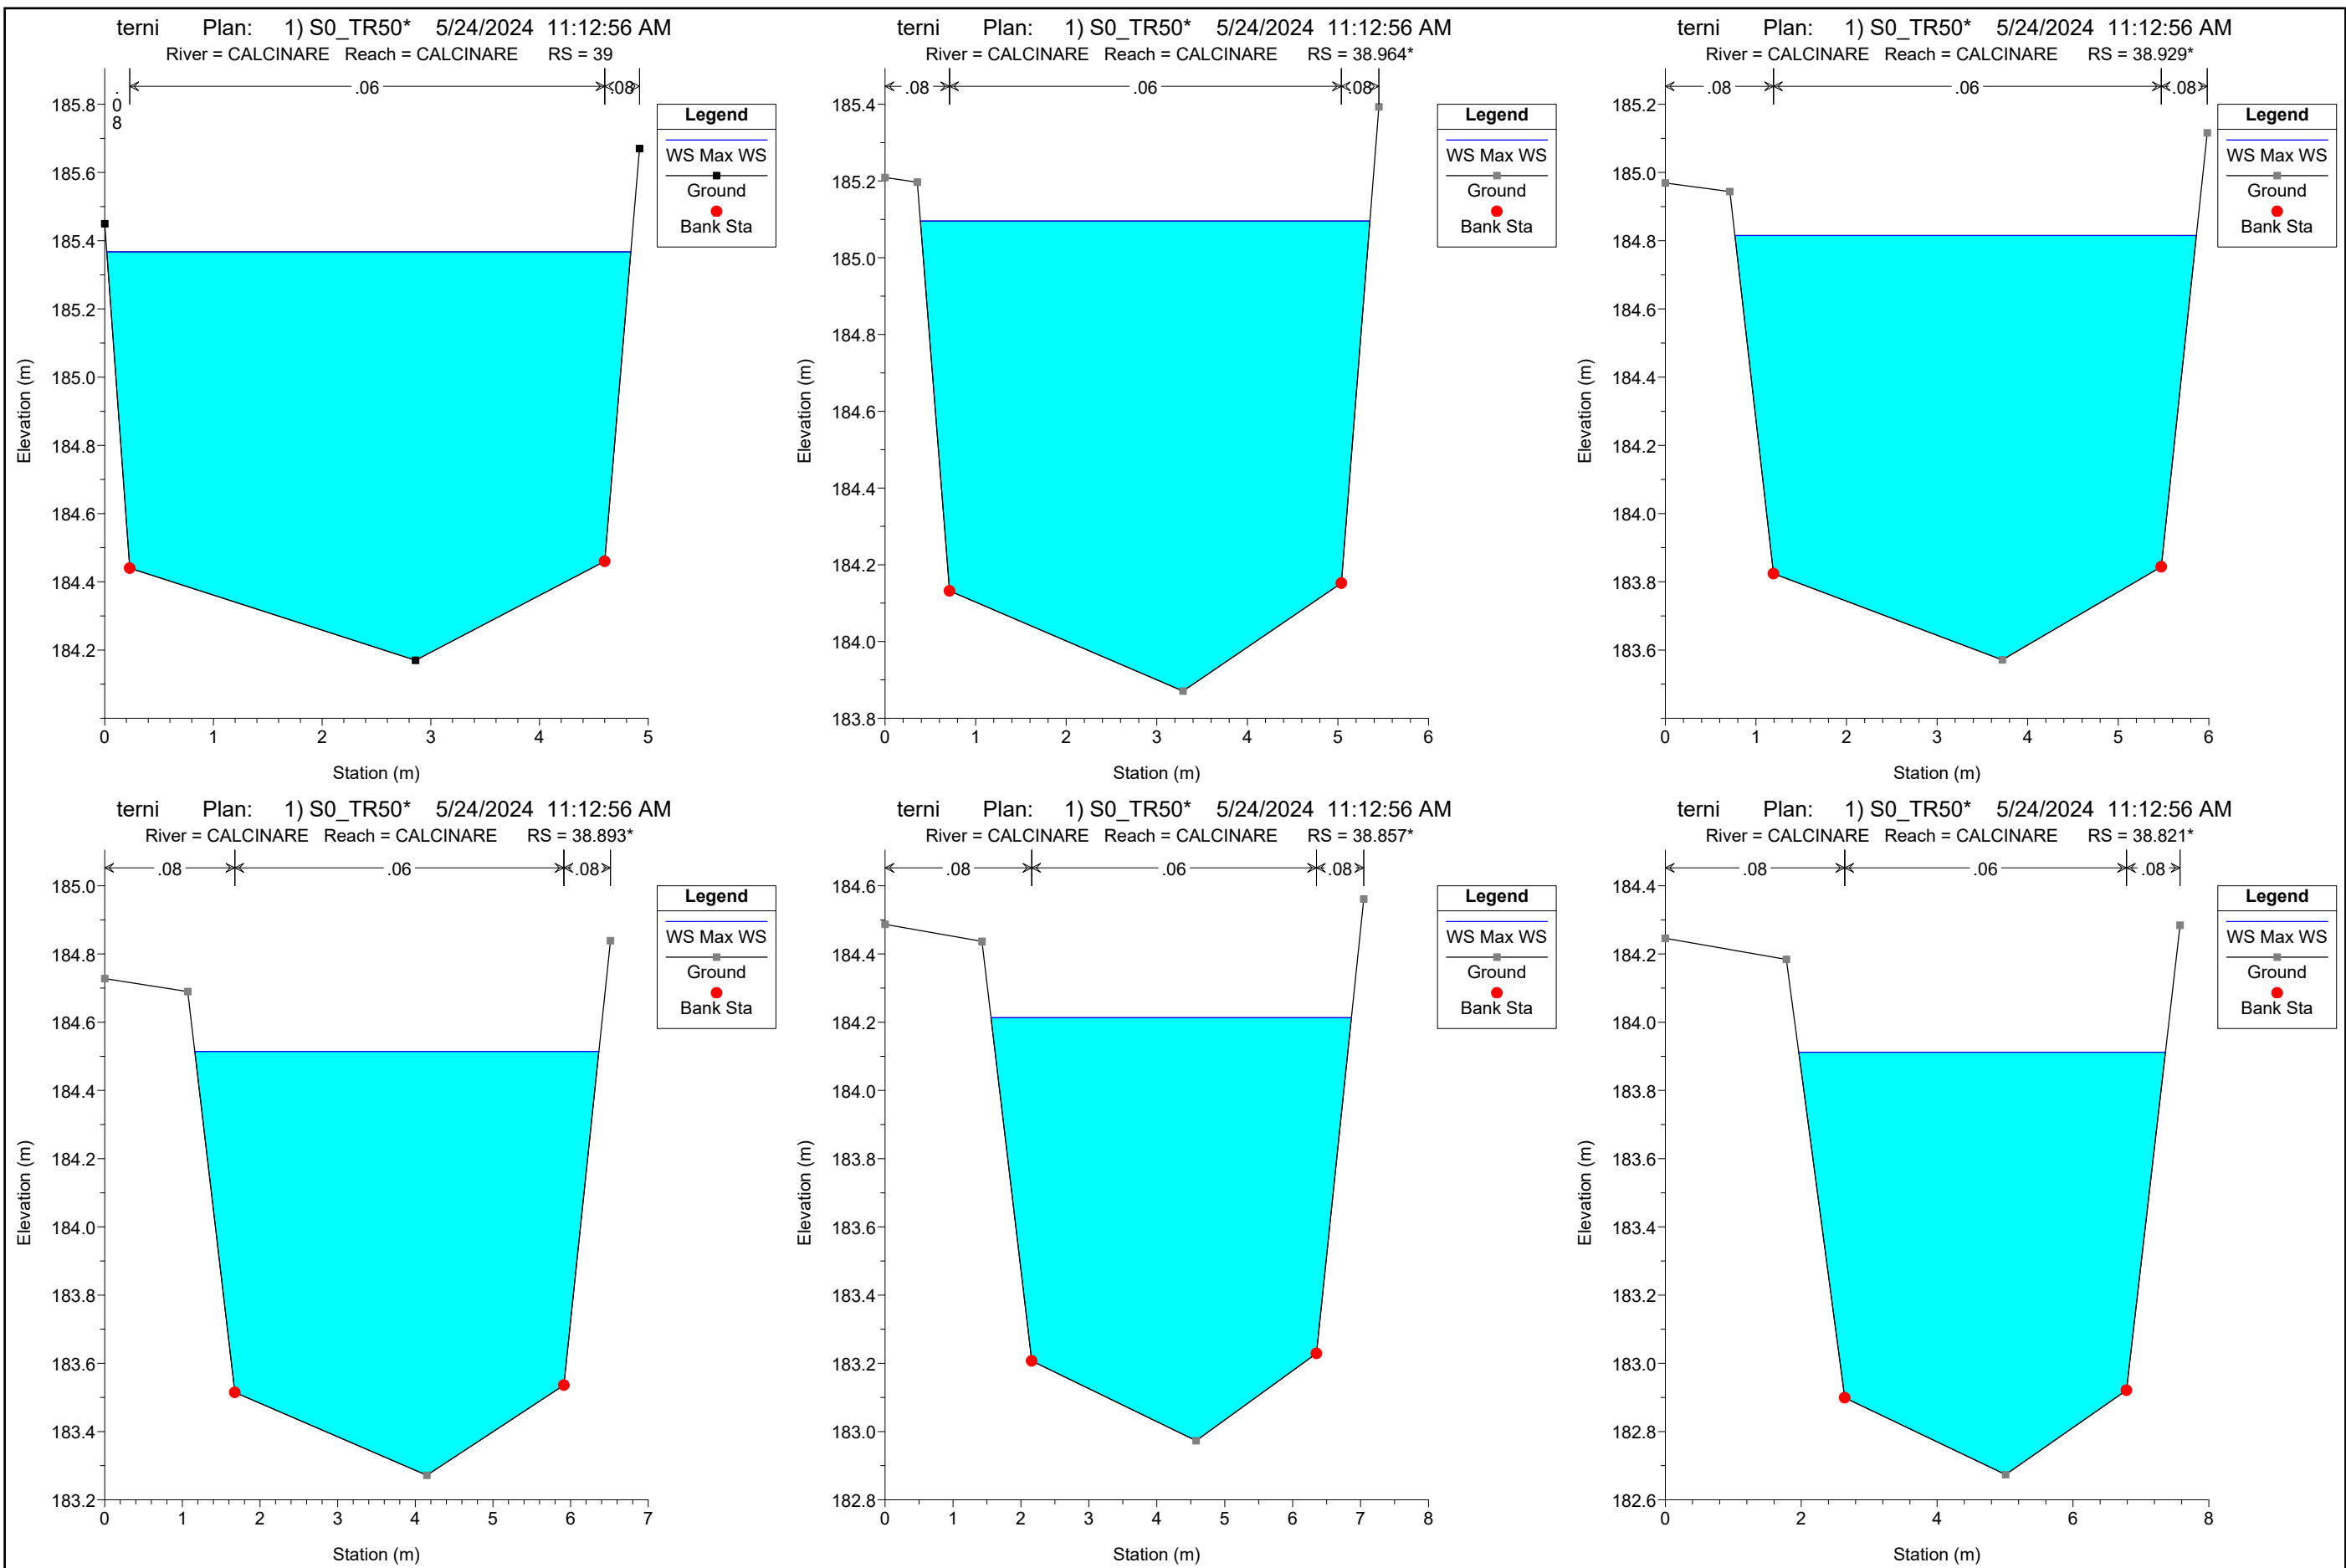 terni Plan: 1) S0_TR50* 5/24/2024 11:12:56 AM
River = CALCINARE Reach = CALCINARE RS = 39
.08 .06 .08
Legend
WS Max WS
Ground
Bank Sta
185.8
185.6
185.4
185.2
185.0
184.8
184.6
184.4
184.2
Elevation (m)
0 1 2 3 4 5
Station (m)
terni Plan: 1) S0_TR50* 5/24/2024 11:12:56 AM
River = CALCINARE Reach = CALCINARE RS = 38.964*
.08 .06 .08
Legend
WS Max WS
Ground
Bank Sta
185.4
185.2
185.0
184.8
184.6
184.4
184.2
184.0
183.8
Elevation (m)
0 1 2 3 4 5 6
Station (m)
terni Plan: 1) S0_TR50* 5/24/2024 11:12:56 AM
River = CALCINARE Reach = CALCINARE RS = 38.929*
.08 .06 .08
Legend
WS Max WS
Ground
Bank Sta
185.2
185.0
184.8
184.6
184.4
184.2
184.0
183.8
183.6
Elevation (m)
0 1 2 3 4 5 6
Station (m)
terni Plan: 1) S0_TR50* 5/24/2024 11:12:56 AM
River = CALCINARE Reach = CALCINARE RS = 38.893*
.08 .06 .08
Legend
WS Max WS
Ground
Bank Sta
185.0
184.8
184.6
184.4
184.2
184.0
183.8
183.6
183.4
183.2
Elevation (m)
0 1 2 3 4 5 6 7
Station (m)
terni Plan: 1) S0_TR50* 5/24/2024 11:12:56 AM
River = CALCINARE Reach = CALCINARE RS = 38.857*
.08 .06 .08
Legend
WS Max WS
Ground
Bank Sta
184.6
184.4
184.2
184.0
183.8
183.6
183.4
183.2
183.0
182.8
Elevation (m)
0 1 2 3 4 5 6 7 8
Station (m)
terni Plan: 1) S0_TR50* 5/24/2024 11:12:56 AM
River = CALCINARE Reach = CALCINARE RS = 38.821*
.08 .06 .08
Legend
WS Max WS
Ground
Bank Sta
184.4
184.2
184.0
183.8
183.6
183.4
183.2
183.0
182.8
182.6
Elevation (m)
0 2 4 6 8
Station (m)